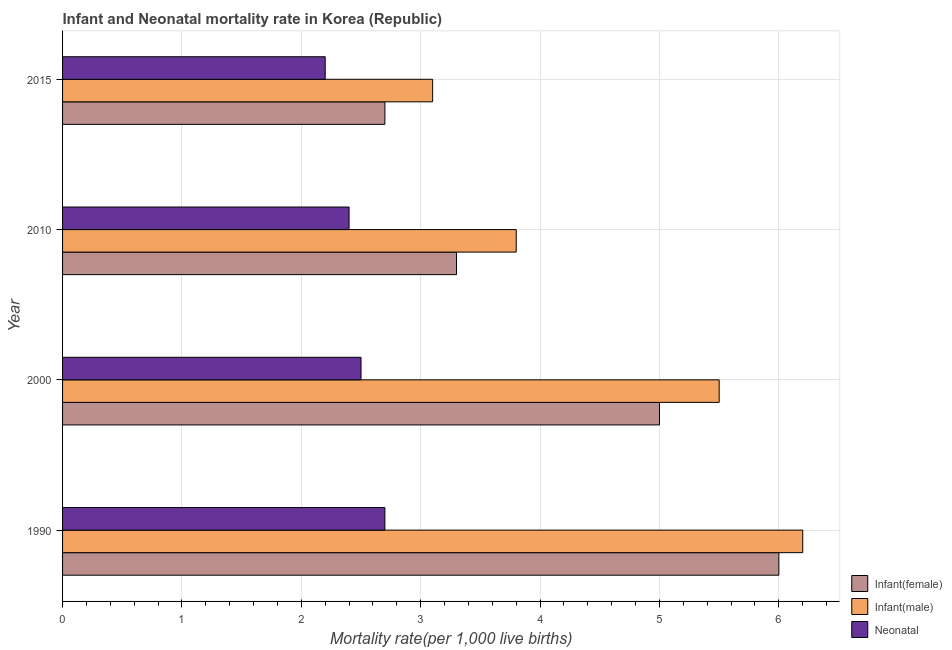 Infant and Neonatal mortality rate in Korea (Republic)
2015
2010
2000
1990
Year
0 1 2 3 4 5 6
Mortality rate(per 1,000 live births)
Infant(female)
Infant(male)
Neonatal